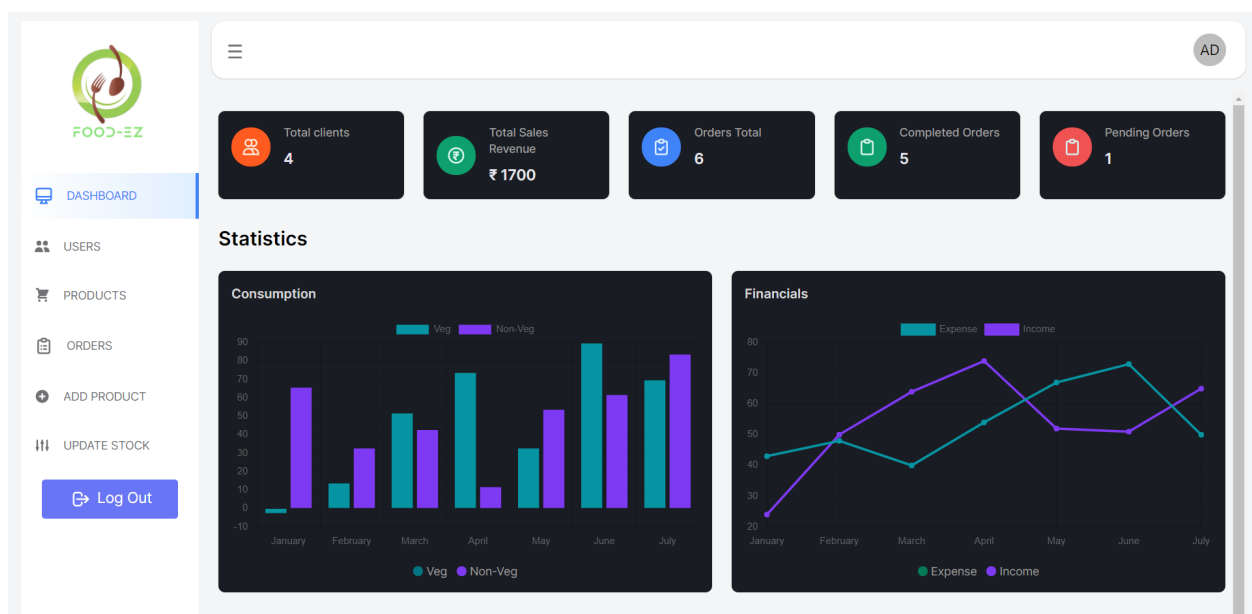 FOOD-EZ
DASHBOARD
USERS
PRODUCTS
ORDERS
ADD PRODUCT
UPDATE STOCK
Log Out
AD
Total clients
4
Total Sales
Revenue
₹ 1700
Orders Total
6
Completed Orders
5
Pending Orders
1
Statistics
Consumption
Veg Non-Veg
90
80
70
60
50
40
30
20
10
0
-10
January February March April May June July
Veg Non-Veg
Financials
Expense Income
80
70
60
50
40
30
20
January February March April May June July
Expense Income